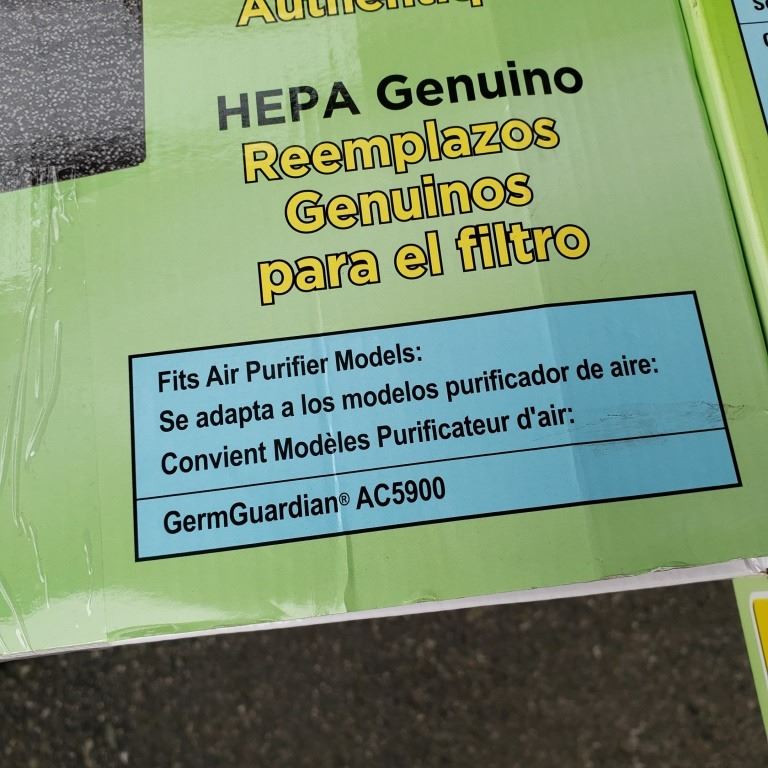 HEPA Genuino
Reemplazos
Genuinos
para el filtro
Fits Air Purifier Models:
Se adapta a los modelos purificador de aire:
Convient Modèles Purificateur d'air:
GermGuardian® AC5900